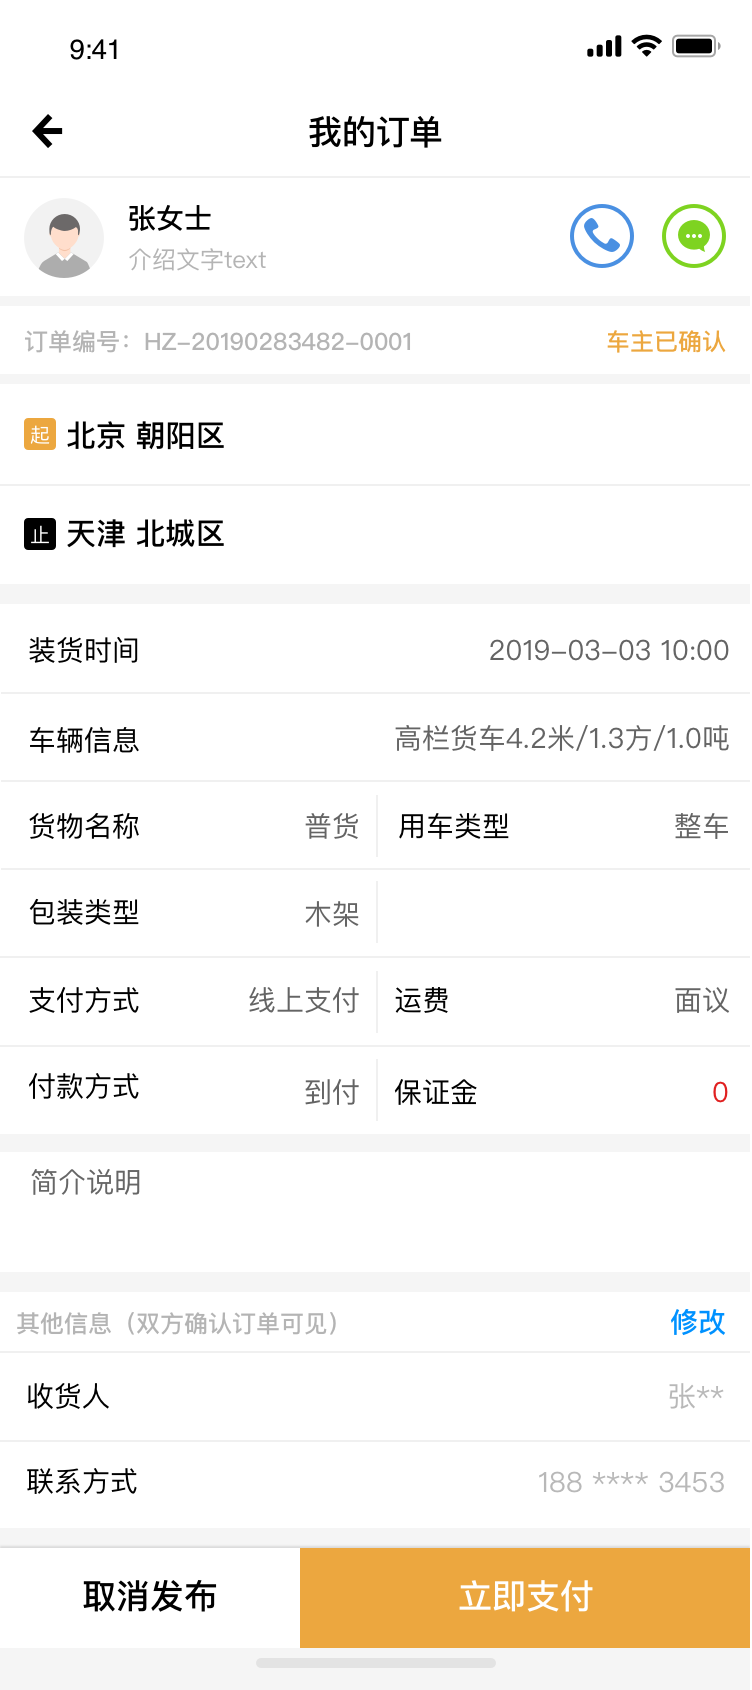 9:41
我的订单
张女士
介绍文字text
订单编号：HZ-20190283482-0001 车主已确认
起 北京 朝阳区
止 天津 北城区
装货时间 2019-03-03 10:00
车辆信息 高栏货车4.2米/1.3方/1.0吨
货物名称 普货 用车类型 整车
包装类型 木架
支付方式 线上支付 运费 面议
付款方式 到付 保证金 0
简介说明
其他信息（双方确认订单可见） 修改
收货人 张**
联系方式 188 **** 3453
取消发布 立即支付